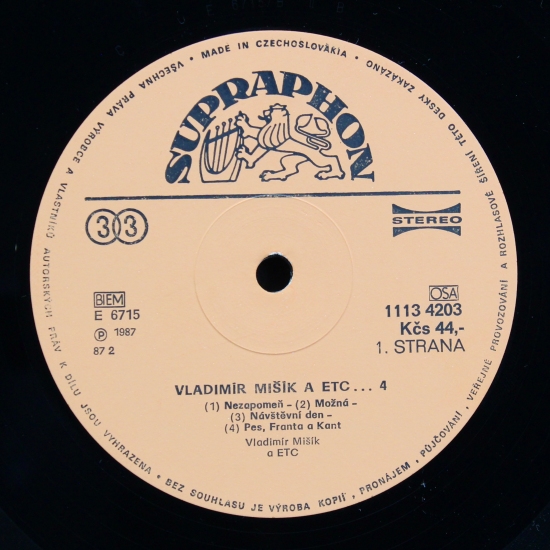 VŠECHNA PRÁVA VÝROBCE A VLASTNÍKŮ AUTORSKÝCH PRÁV K DÍLU JSOU VYHRAZENA • BEZ SOUHLASU JE VÝROBA KOPIÍ, PRONÁJEM, PŮJČOVÁNÍ, VEŘEJNÉ PROVOZOVÁNÍ A ROZHLASOVÉ ŠÍŘENÍ TÉTO DESKY ZAKÁZÁNO • MADE IN CZECHOSLOVAKIA •
SUPRAPHON
33
STEREO
BIEM
E 6715
Ⓟ 1987
87 2
OSA
1113 4203
Kčs 44,-
1. STRANA
VLADIMÍR MIŠÍK A ETC... 4
(1) Nezapomeň – (2) Možná –
(3) Návštěvní den –
(4) Pes, Franta a Kant
Vladimír Mišík
a ETC